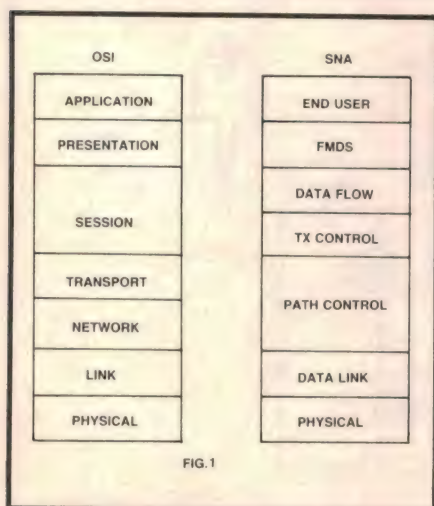 OSI
APPLICATION
PRESENTATION
SESSION
TRANSPORT
NETWORK
LINK
PHYSICAL
SNA
END USER
FMDS
DATA FLOW
TX CONTROL
PATH CONTROL
DATA LINK
PHYSICAL
FIG.1